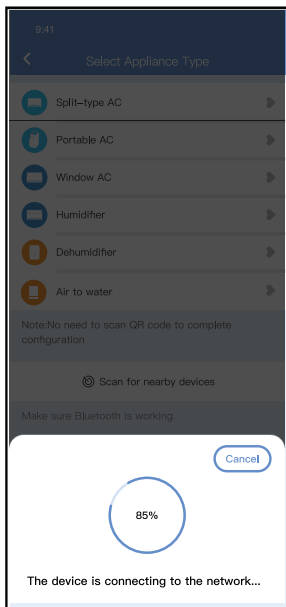 9:41
Select Appliance Type
Split-type AC
Portable AC
Window AC
Humidifier
Dehumidifier
Air to water
Note:No need to scan QR code to complete
configuration
Scan for nearby devices
Make sure Bluetooth is working.
Cancel
85%
The device is connecting to the network...